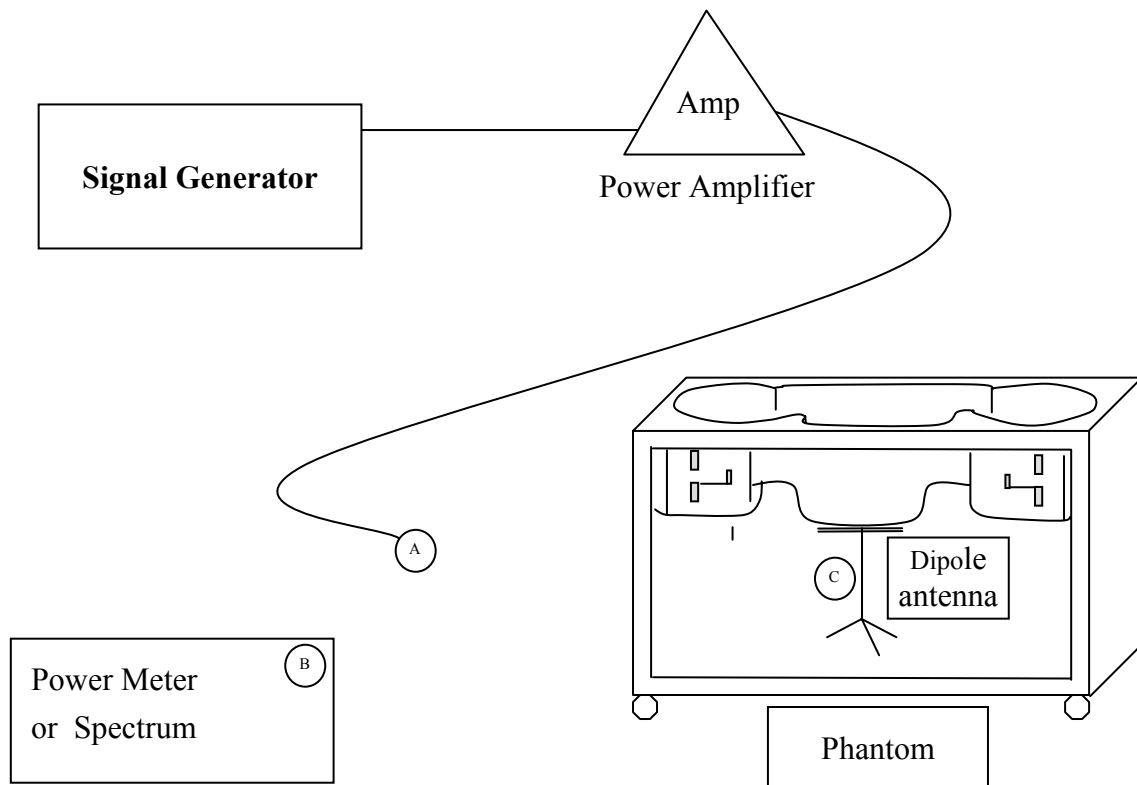 Amp
Signal Generator
Power Amplifier
A
C
Dipole
antenna
B
Power Meter
or Spectrum
Phantom